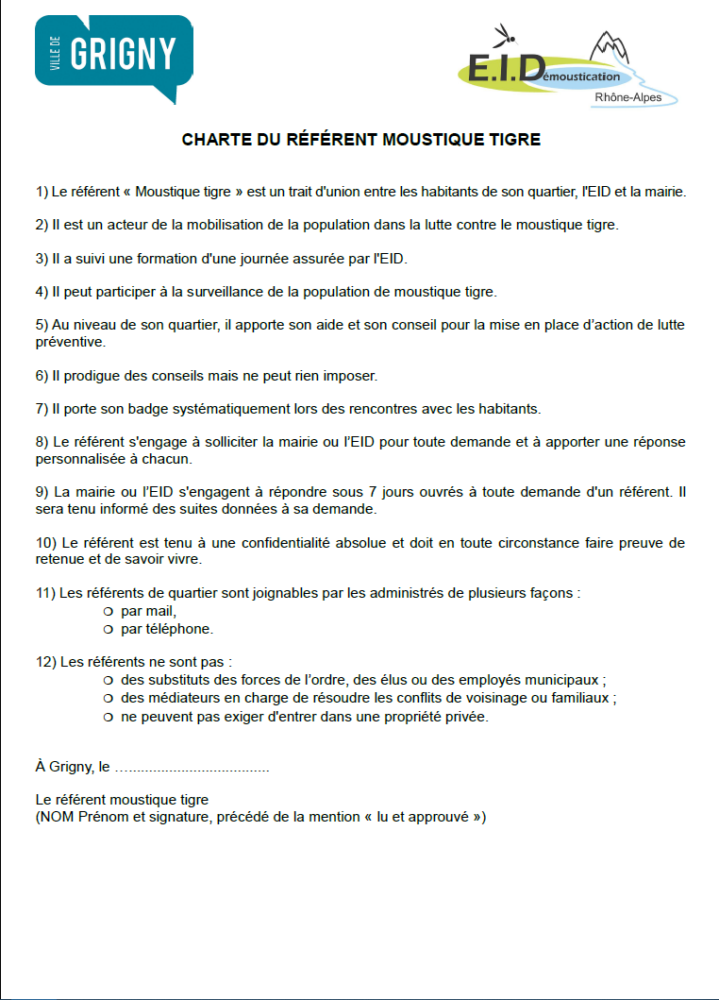 VILLE DE
GRIGNY
E.I.Démoustication
Rhône-Alpes
CHARTE DU RÉFÉRENT MOUSTIQUE TIGRE
1) Le référent « Moustique tigre » est un trait d'union entre les habitants de son quartier, l'EID et la mairie.
2) Il est un acteur de la mobilisation de la population dans la lutte contre le moustique tigre.
3) Il a suivi une formation d'une journée assurée par l'EID.
4) Il peut participer à la surveillance de la population de moustique tigre.
5) Au niveau de son quartier, il apporte son aide et son conseil pour la mise en place d’action de lutte
préventive.
6) Il prodigue des conseils mais ne peut rien imposer.
7) Il porte son badge systématiquement lors des rencontres avec les habitants.
8) Le référent s'engage à solliciter la mairie ou l’EID pour toute demande et à apporter une réponse
personnalisée à chacun.
9) La mairie ou l’EID s'engagent à répondre sous 7 jours ouvrés à toute demande d'un référent. Il
sera tenu informé des suites données à sa demande.
10) Le référent est tenu à une confidentialité absolue et doit en toute circonstance faire preuve de
retenue et de savoir vivre.
11) Les référents de quartier sont joignables par les administrés de plusieurs façons :
❍ par mail,
❍ par téléphone.
12) Les référents ne sont pas :
❍ des substituts des forces de l’ordre, des élus ou des employés municipaux ;
❍ des médiateurs en charge de résoudre les conflits de voisinage ou familiaux ;
❍ ne peuvent pas exiger d'entrer dans une propriété privée.
À Grigny, le ….....................................
Le référent moustique tigre
(NOM Prénom et signature, précédé de la mention « lu et approuvé »)